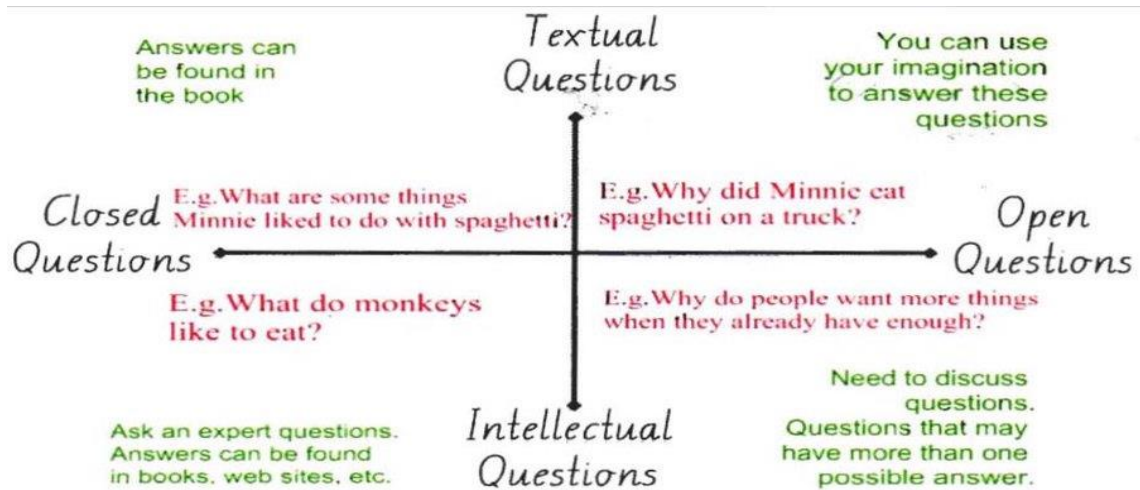 Answers can
be found in
the book
Textual
Questions
You can use
your imagination
to answer these
questions
Closed
Questions
E.g.What are some things
Minnie liked to do with spaghetti?
E.g.Why did Minnie eat
spaghetti on a truck?
Open
Questions
E.g.What do monkeys
like to eat?
E.g.Why do people want more things
when they already have enough?
Ask an expert questions.
Answers can be found
in books, web sites, etc.
Intellectual
Questions
Need to discuss
questions.
Questions that may
have more than one
possible answer.